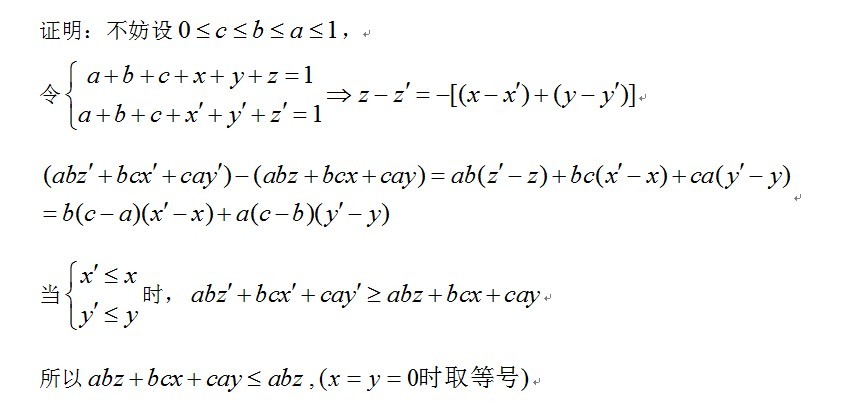 证明：不妨设 0 ≤ c ≤ b ≤ a ≤ 1，
令 { a + b + c + x + y + z = 1
a + b + c + x′ + y′ + z′ = 1 ⇒ z − z′ = −[(x − x′) + (y − y′)]
(abz′ + bcx′ + cay′) − (abz + bcx + cay) = ab(z′ − z) + bc(x′ − x) + ca(y′ − y)
= b(c − a)(x′ − x) + a(c − b)(y′ − y)
当 { x′ ≤ x
y′ ≤ y 时，abz′ + bcx′ + cay′ ≥ abz + bcx + cay
所以 abz + bcx + cay ≤ abz , (x = y = 0时取等号)